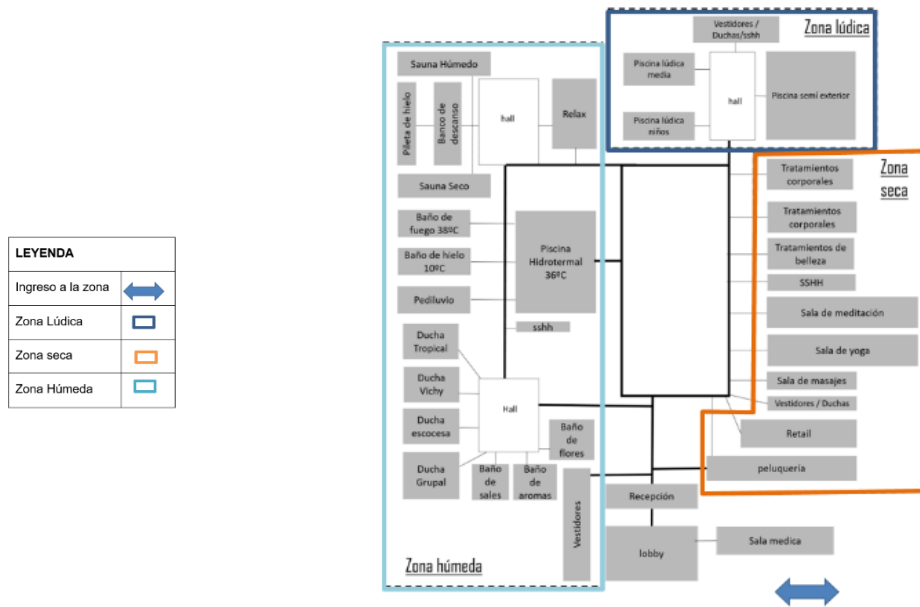 LEYENDA
Ingreso a la zona
Zona Lúdica
Zona seca
Zona Húmeda
Sauna Húmedo
Pileta de hielo
Banco de
descanso
hall
Relax
Sauna Seco
Baño de
fuego 38ºC
Baño de hielo
10ºC
Pediluvio
Piscina
Hidrotermal
36ºC
sshh
Ducha
Tropical
Ducha
Vichy
Ducha
escocesa
Ducha
Grupal
Hall
Baño
de
sales
Baño
de
aromas
Baño
de
flores
Vestidores
Zona húmeda
Vestidores /
Duchas/sshh
Zona lúdica
Piscina lúdica
media
hall
Piscina semí exterior
Piscina lúdica
niños
Zona
seca
Tratamientos
corporales
Tratamientos
corporales
Tratamientos de
belleza
SSHH
Sala de meditación
Sala de yoga
Sala de masajes
Vestidores / Duchas
Retail
peluquería
Recepción
lobby
Sala medica